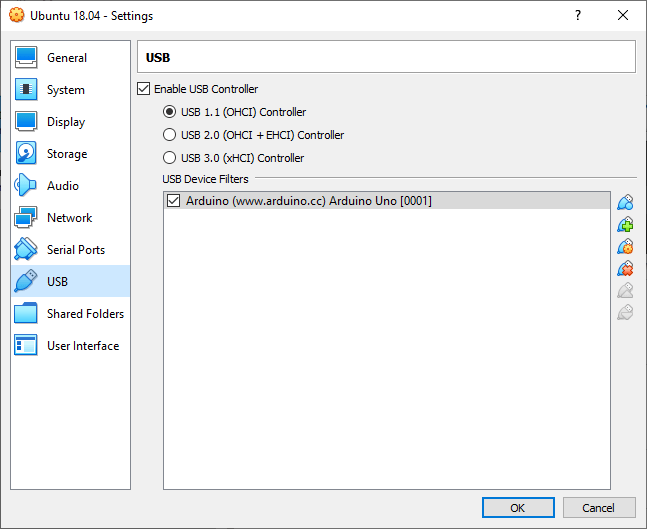 Ubuntu 18.04 - Settings
?
General
System
Display
Storage
Audio
Network
Serial Ports
USB
Shared Folders
User Interface
USB
Enable USB Controller
USB 1.1 (OHCI) Controller
USB 2.0 (OHCI + EHCI) Controller
USB 3.0 (xHCI) Controller
USB Device Filters
Arduino (www.arduino.cc) Arduino Uno [0001]
OK
Cancel